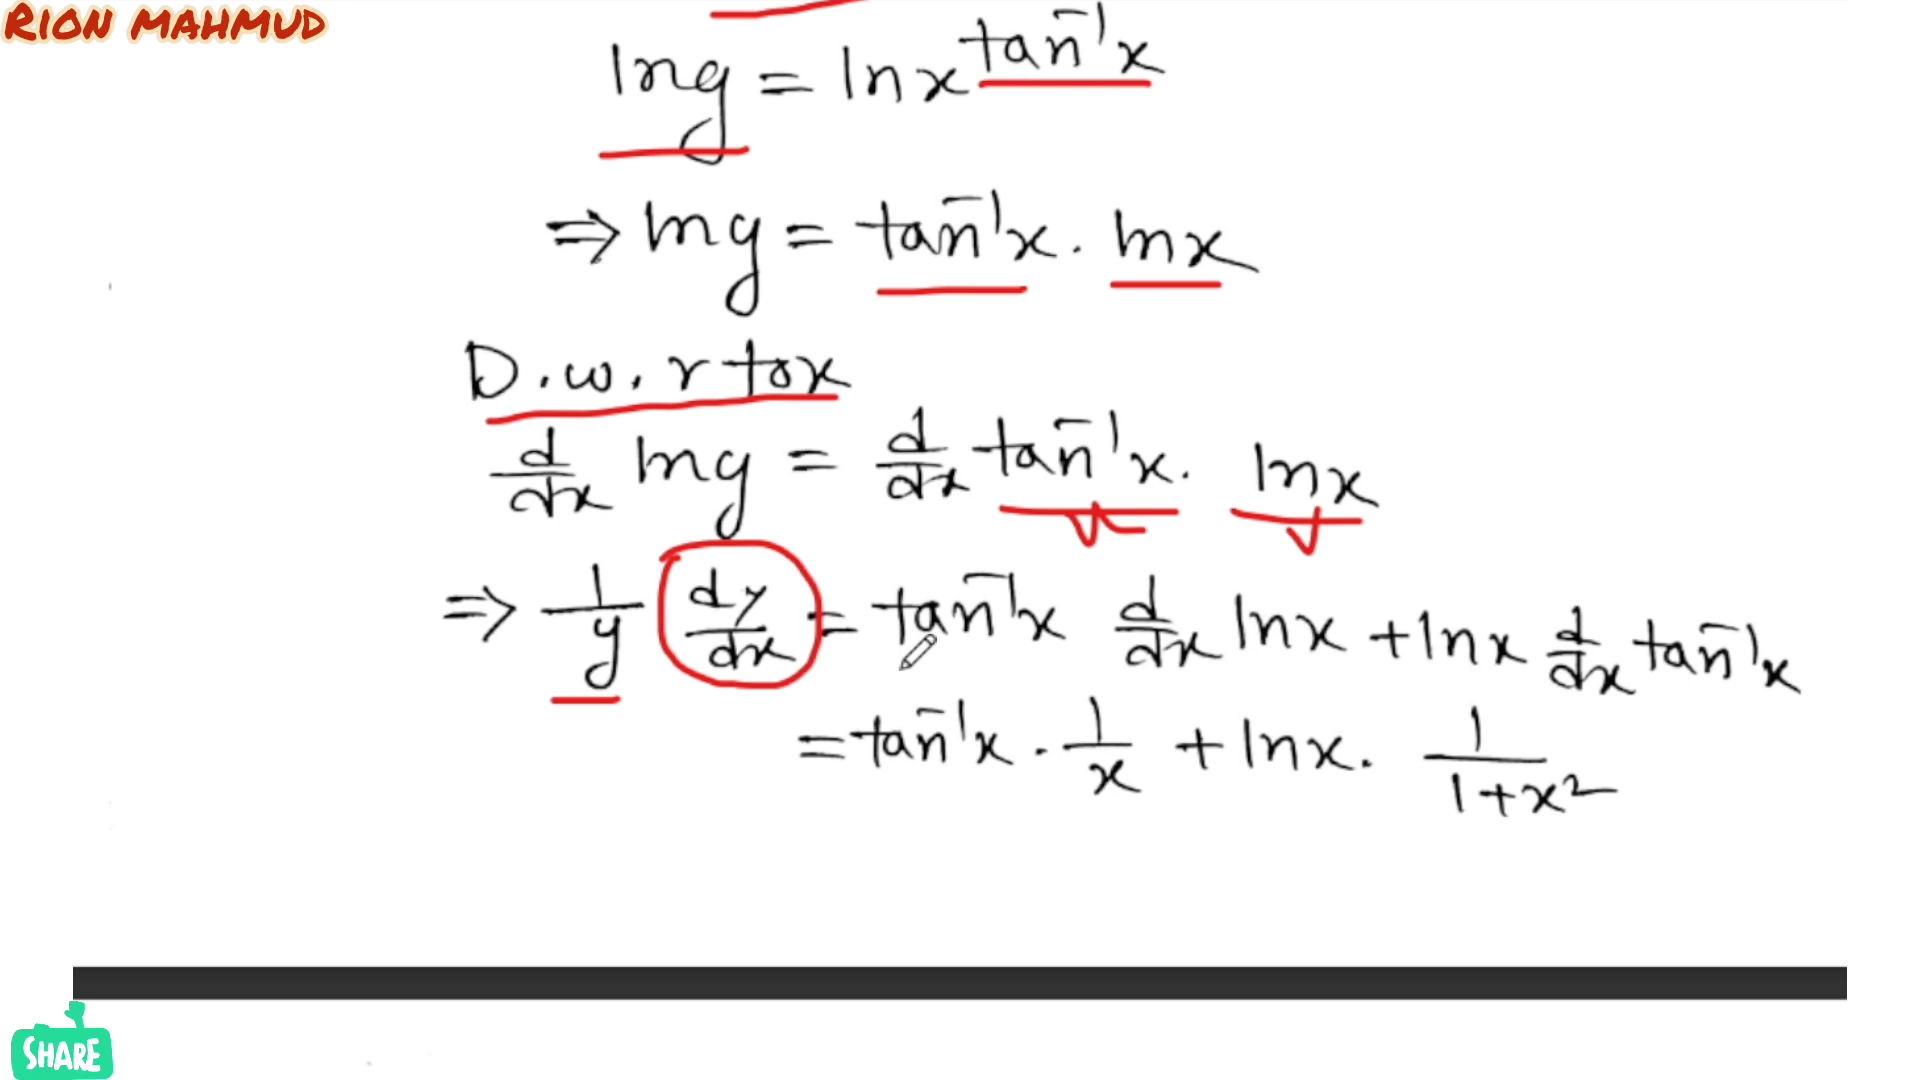 RION MAHMUD
lny = lnx^tan⁻¹x
⇒ lny = tan⁻¹x . lnx
D.w.r to x
d/dx lny = d/dx tan⁻¹x . lnx
⇒ 1/y dy/dx = tan⁻¹x d/dx lnx + lnx d/dx tan⁻¹x
= tan⁻¹x . 1/x + lnx . 1/1+x²
SHARE